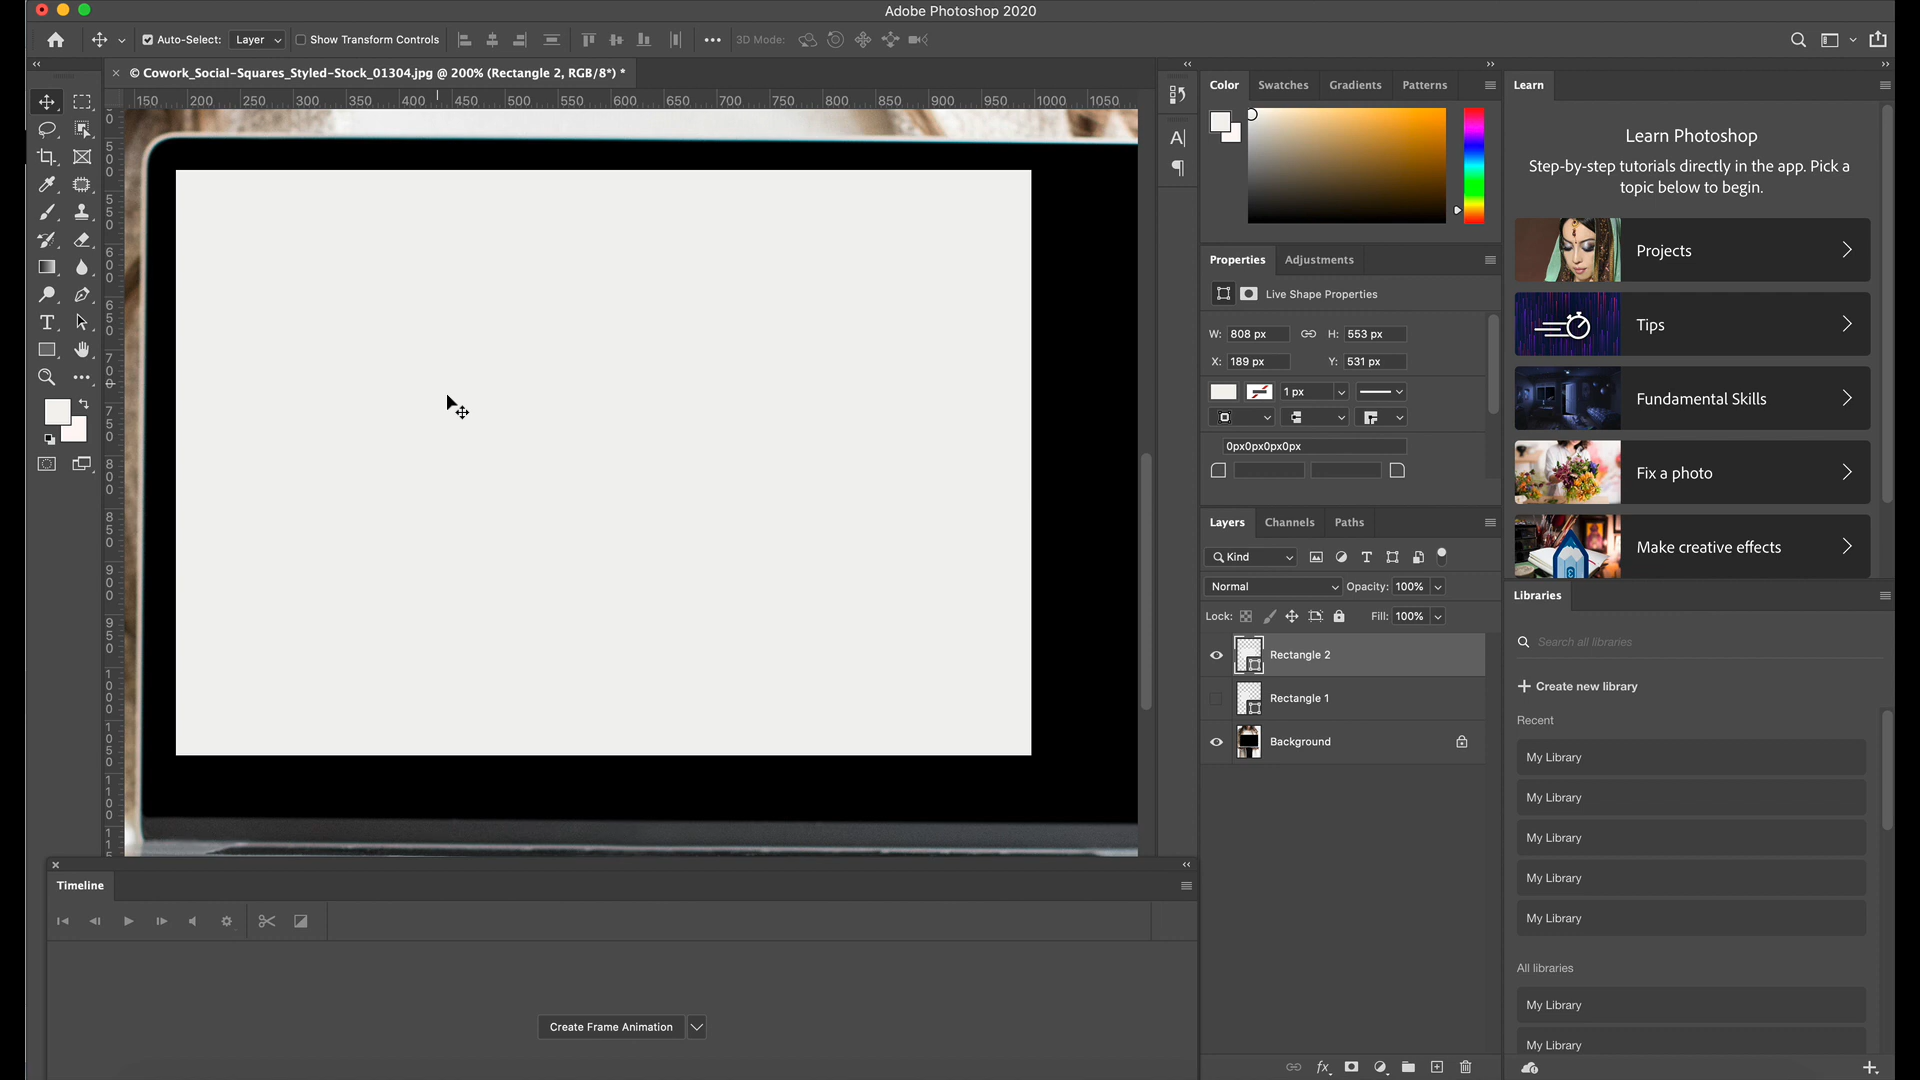 Adobe Photoshop 2020
Auto-Select: Layer Show Transform Controls 3D Mode:
© Cowork_Social-Squares_Styled-Stock_01304.jpg @ 200% (Rectangle 2, RGB/8*) *
150 200 250 300 350 400 450 500 550 600 650 700 750 800 850 900 950 1000 1050
Color Swatches Gradients Patterns
Learn
Learn Photoshop
Step-by-step tutorials directly in the app. Pick a
topic below to begin.
Projects
Tips
Fundamental Skills
Fix a photo
Make creative effects
Properties Adjustments
Live Shape Properties
W: 808 px H: 553 px
X: 189 px Y: 531 px
1 px
0px0px0px0px
Layers Channels Paths
Kind
Normal Opacity: 100%
Lock: Fill: 100%
Rectangle 2
Rectangle 1
Background
Libraries
Search all libraries
Create new library
Recent
My Library
My Library
My Library
My Library
My Library
All libraries
My Library
My Library
Timeline
Create Frame Animation